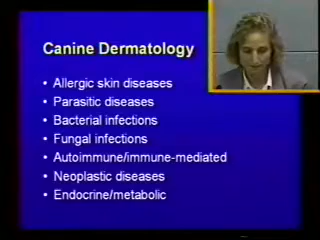 Canine Dermatology
• Allergic skin diseases
• Parasitic diseases
• Bacterial infections
• Fungal infections
• Autoimmune/immune-mediated
• Neoplastic diseases
• Endocrine/metabolic